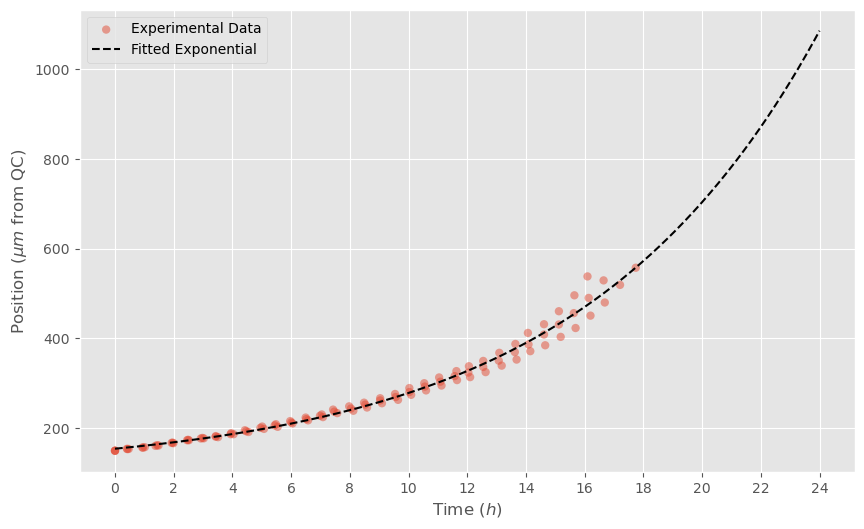 Experimental Data
Fitted Exponential
1000
800
600
400
200
Position (μm from QC)
0 2 4 6 8 10 12 14 16 18 20 22 24
Time (h)